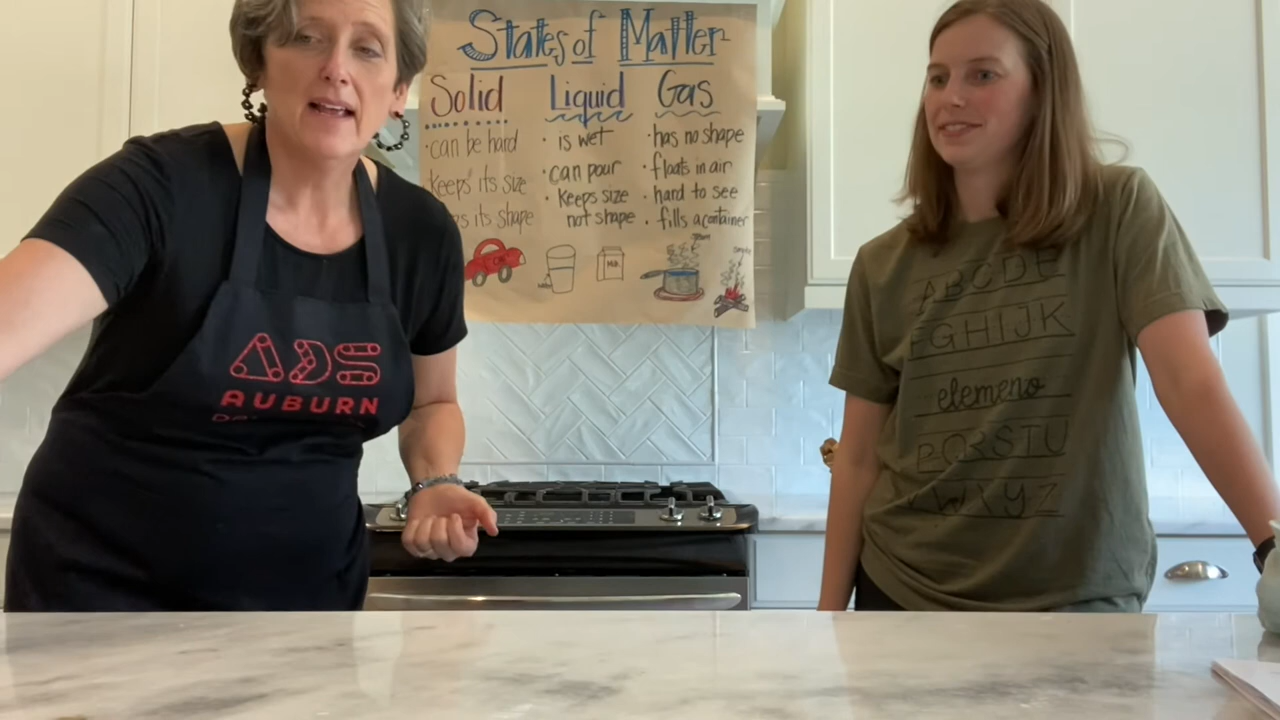 States of Matter
Solid
can be hard
keeps its size
its shape
Liquid
is wet
can pour
keeps size
not shape
Gas
has no shape
floats in air
hard to see
fills a container
Milk
ADS
AUBURN
ABCDE
FGHIJK
elemeno
PQRSTU
VWXYZ